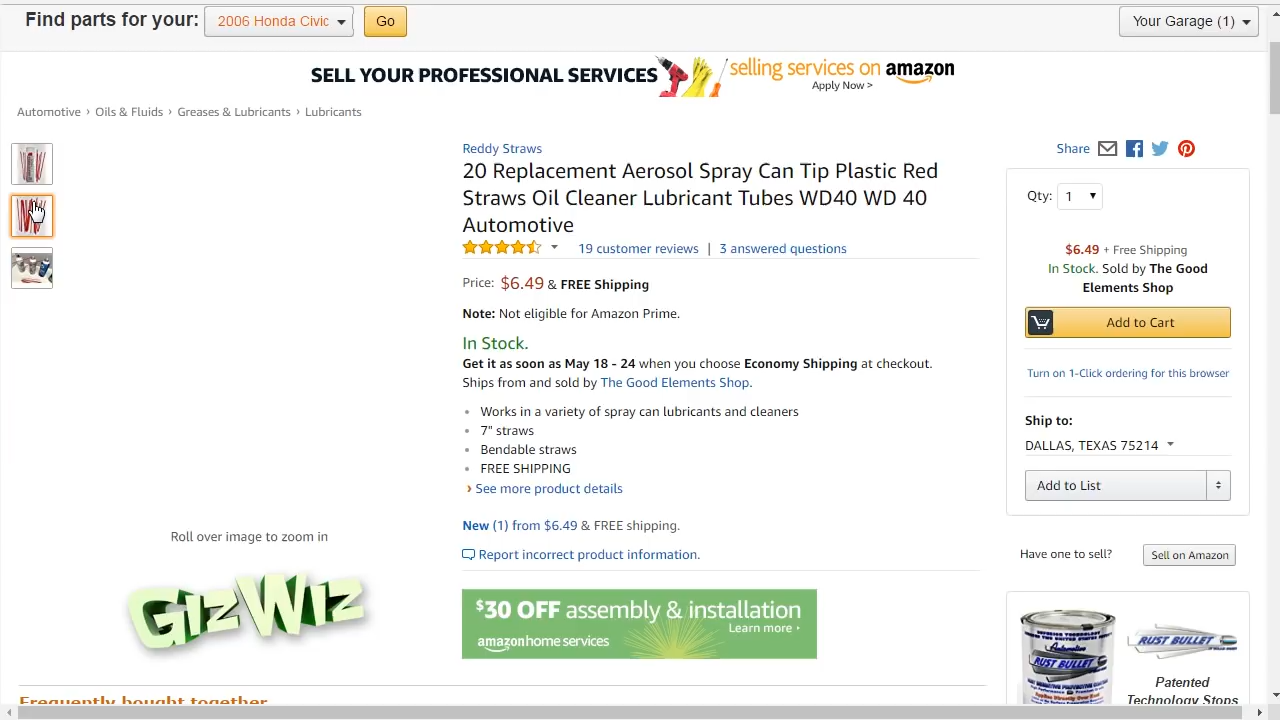 Find parts for your: 2006 Honda Civic Go Your Garage (1)
SELL YOUR PROFESSIONAL SERVICES selling services on amazon
Apply Now >
Automotive › Oils & Fluids › Greases & Lubricants › Lubricants
Reddy Straws
20 Replacement Aerosol Spray Can Tip Plastic Red
Straws Oil Cleaner Lubricant Tubes WD40 WD 40
Automotive
19 customer reviews | 3 answered questions
Price: $6.49 & FREE Shipping
Note: Not eligible for Amazon Prime.
In Stock.
Get it as soon as May 18 - 24 when you choose Economy Shipping at checkout.
Ships from and sold by The Good Elements Shop.
• Works in a variety of spray can lubricants and cleaners
• 7" straws
• Bendable straws
• FREE SHIPPING
› See more product details
New (1) from $6.49 & FREE shipping.
Report incorrect product information.
$30 OFF assembly & installation
Learn more ›
amazon home services
Roll over image to zoom in
GizWiz
Frequently bought together
Share
Qty: 1
$6.49 + Free Shipping
In Stock. Sold by The Good
Elements Shop
Add to Cart
Turn on 1-Click ordering for this browser
Ship to:
DALLAS, TEXAS 75214
Add to List
Have one to sell? Sell on Amazon
Automotive
RUST BULLET
RUST BULLET
Patented
Technology Stops